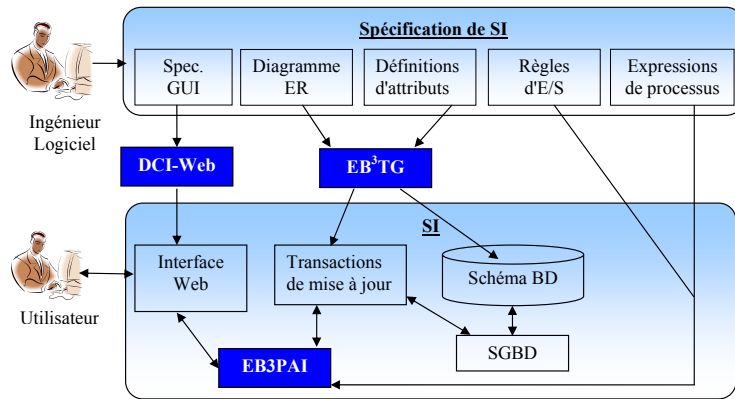 Spécification de SI
Spec.
GUI
Diagramme
ER
Définitions
d'attributs
Règles
d'E/S
Expressions
de processus
Ingénieur
Logiciel
DCI-Web
EB³TG
SI
Interface
Web
Transactions
de mise à jour
Schéma BD
Utilisateur
SGBD
EB3PAI